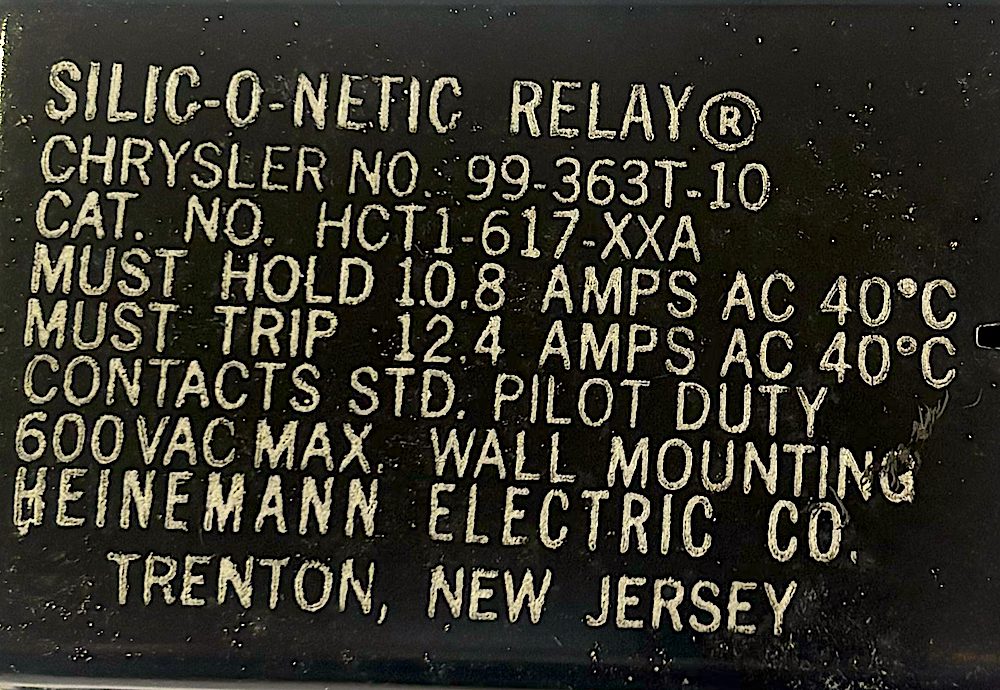 SILIC-O-NETIC RELAY®
CHRYSLER NO. 99-363T-10
CAT. NO. HCT1-617-XXA
MUST HOLD 10.8 AMPS AC 40°C
MUST TRIP 12.4 AMPS AC 40°C
CONTACTS STD. PILOT DUTY
600VAC MAX. WALL MOUNTING
HEINEMANN ELECTRIC CO.
TRENTON, NEW JERSEY